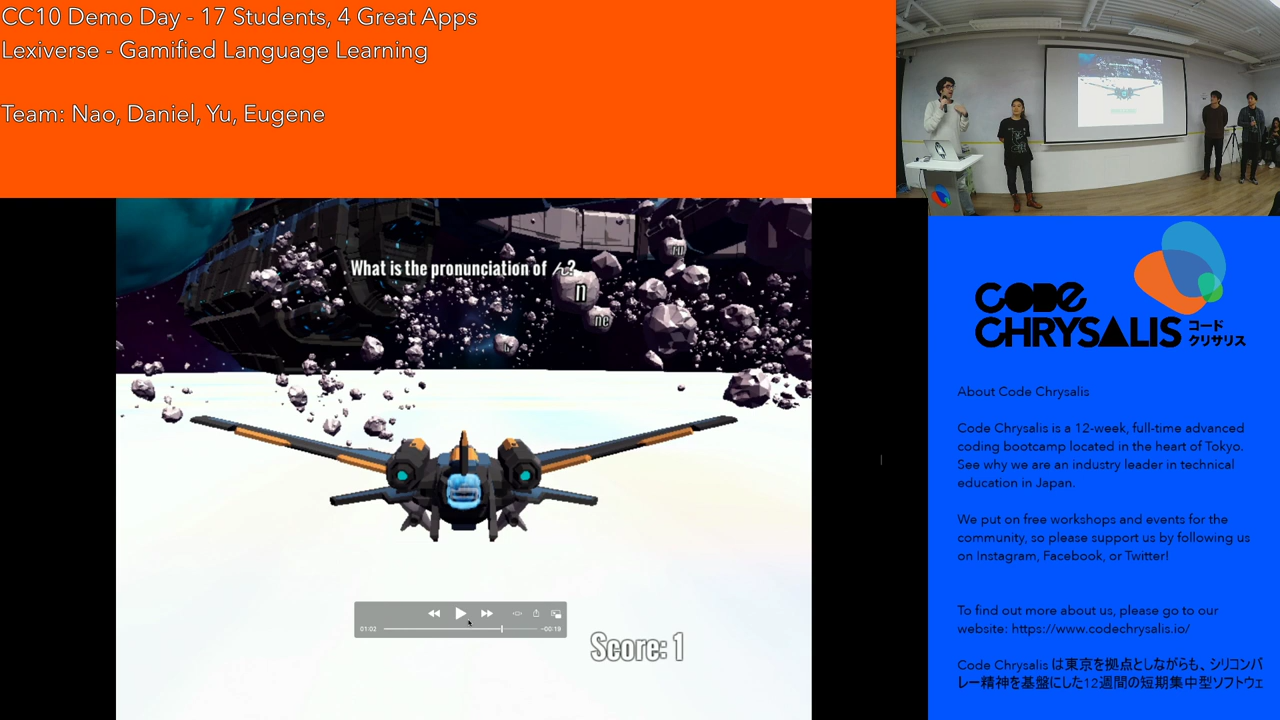 CC10 Demo Day - 17 Students, 4 Great Apps
Lexiverse - Gamified Language Learning
Team: Nao, Daniel, Yu, Eugene
What is the pronunciation of ん?
n
ne
Score: 1
01:02
-00:19
CODE
CHRYSALIS
コード
クリサリス
About Code Chrysalis
Code Chrysalis is a 12-week, full-time advanced
coding bootcamp located in the heart of Tokyo.
See why we are an industry leader in technical
education in Japan.
We put on free workshops and events for the
community, so please support us by following us
on Instagram, Facebook, or Twitter!
To find out more about us, please go to our
website: https://www.codechrysalis.io/
Code Chrysalis は東京を拠点としながらも、シリコンバ
レー精神を基盤にした12週間の短期集中型ソフトウェ